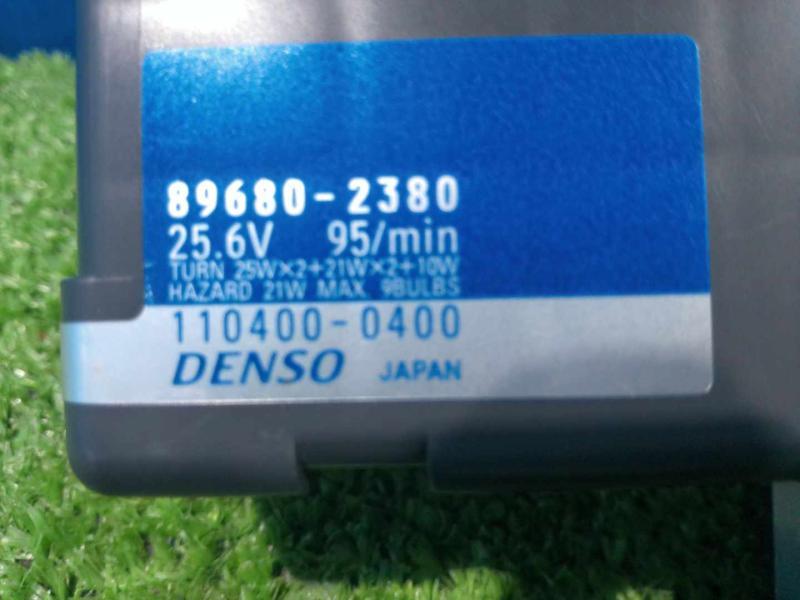 89680-2380
25.6V 95/min
TURN 25W×2+21W×2+10W
HAZARD 21W MAX 9BULBS
110400-0400
DENSO JAPAN